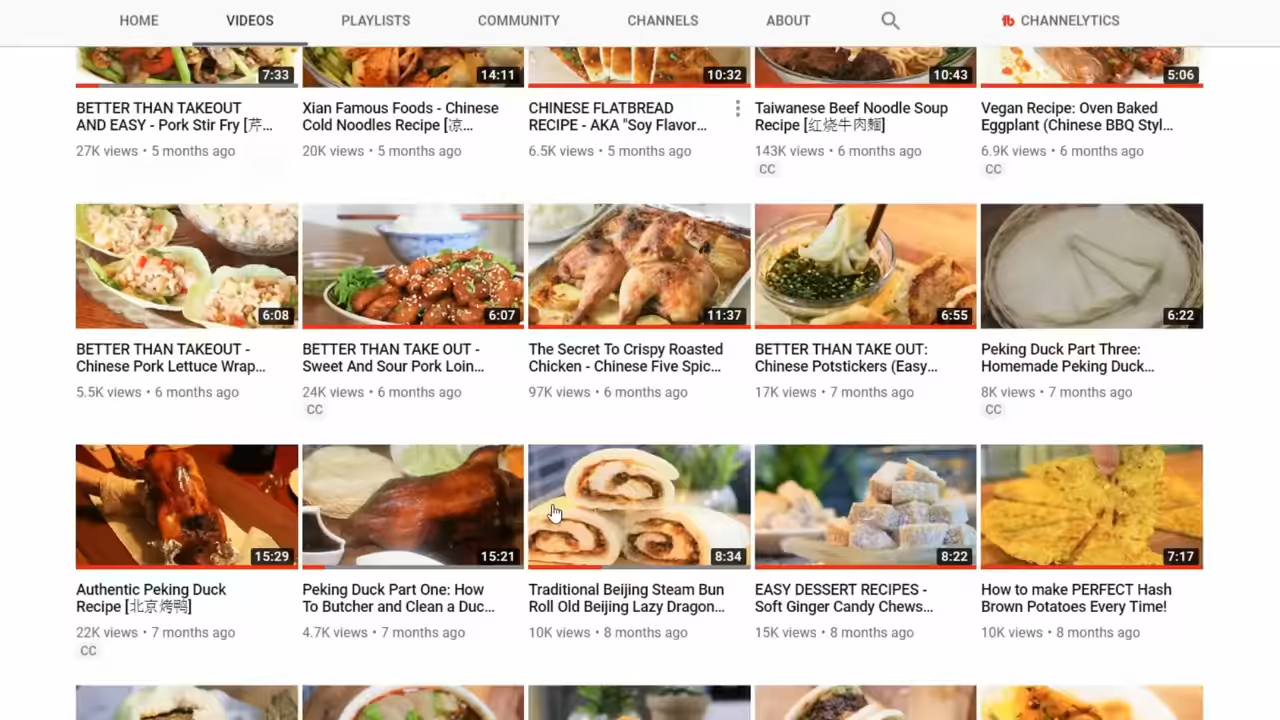 HOME VIDEOS PLAYLISTS COMMUNITY CHANNELS ABOUT CHANNELYTICS
7:33 14:11 10:32 10:43 5:06
BETTER THAN TAKEOUT
AND EASY - Pork Stir Fry [芹...
27K views • 5 months ago
Xian Famous Foods - Chinese
Cold Noodles Recipe [凉...
20K views • 5 months ago
CHINESE FLATBREAD
RECIPE - AKA "Soy Flavor...
6.5K views • 5 months ago
Taiwanese Beef Noodle Soup
Recipe [红烧牛肉麵]
143K views • 6 months ago
CC
Vegan Recipe: Oven Baked
Eggplant (Chinese BBQ Styl...
6.9K views • 6 months ago
CC
6:08
BETTER THAN TAKEOUT -
Chinese Pork Lettuce Wrap...
5.5K views • 6 months ago
6:07
BETTER THAN TAKE OUT -
Sweet And Sour Pork Loin...
24K views • 6 months ago
CC
11:37
The Secret To Crispy Roasted
Chicken - Chinese Five Spic...
97K views • 6 months ago
6:55
BETTER THAN TAKE OUT:
Chinese Potstickers (Easy...
17K views • 7 months ago
6:22
Peking Duck Part Three:
Homemade Peking Duck...
8K views • 7 months ago
CC
15:29
Authentic Peking Duck
Recipe [北京烤鸭]
22K views • 7 months ago
CC
15:21
Peking Duck Part One: How
To Butcher and Clean a Duc...
4.7K views • 7 months ago
8:34
Traditional Beijing Steam Bun
Roll Old Beijing Lazy Dragon...
10K views • 8 months ago
8:22
EASY DESSERT RECIPES -
Soft Ginger Candy Chews...
15K views • 8 months ago
7:17
How to make PERFECT Hash
Brown Potatoes Every Time!
10K views • 8 months ago